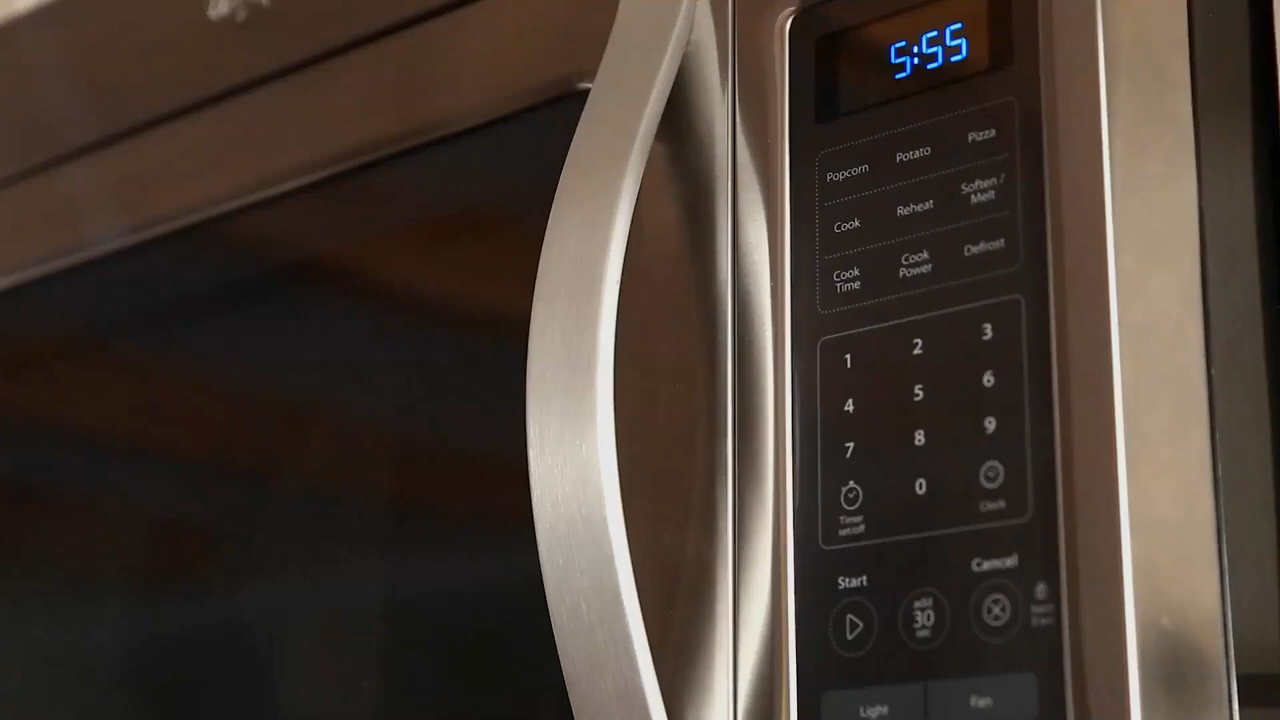 5:55
Popcorn Potato Pizza
Cook Reheat Soften /
Melt
Cook
Time
Cook
Power
Defrost
1 2 3
4 5 6
7 8 9
0
Timer
set/off
Clock
Start
Cancel
add
30
sec
Light Fan